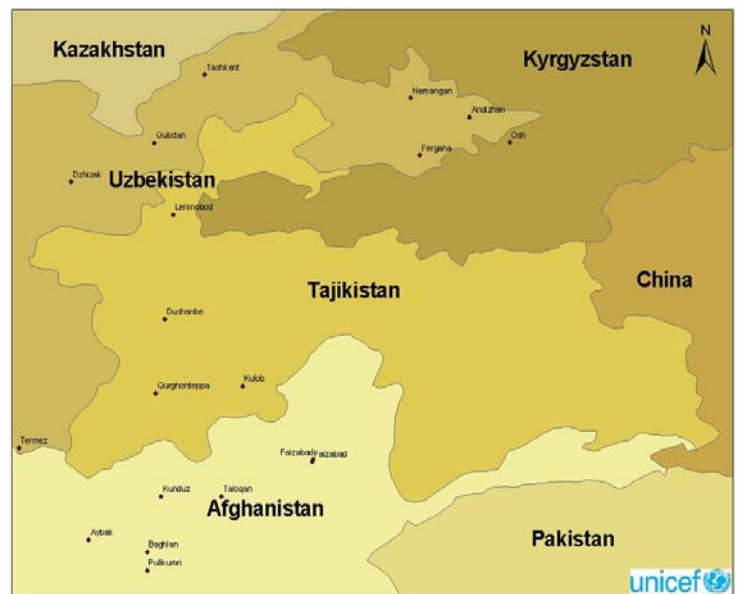 Kazakhstan
N
Kyrgyzstan
Tashkent
Namangan
Andizhan
Gulistan
Osh
Fergana
Dzhizak
Uzbekistan
Leninobod
China
Tajikistan
Dushanbe
Kulob
Qurghonteppa
Termez
Faizabad Faizabad
Kunduz
Taloqan
Afghanistan
Aybak
Pakistan
Baghlan
Pulikumri
unicef